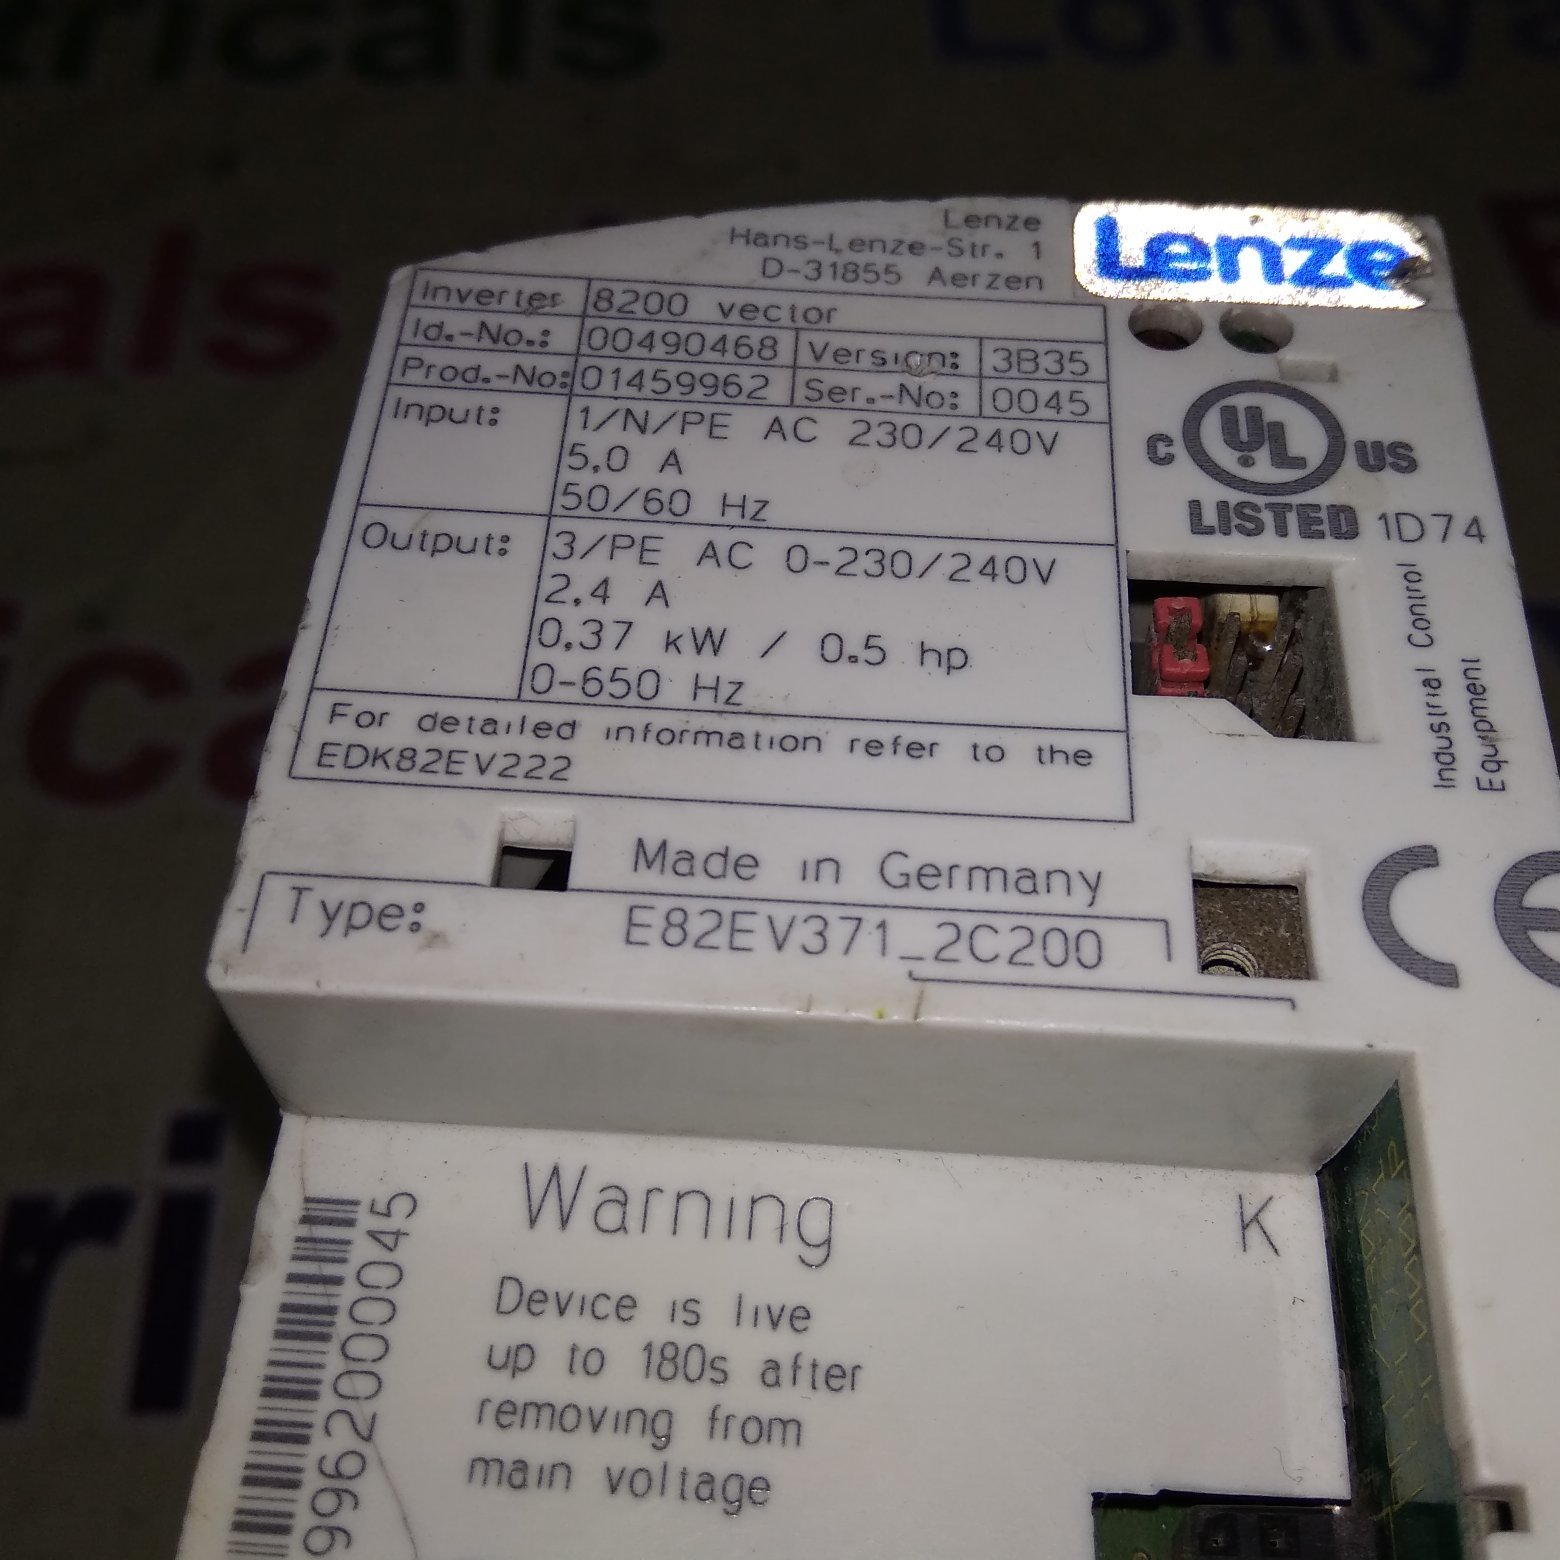 tricals
Lenze
Hans-Lenze-Str. 1
D-31855 Aerzen
Lenze
Inverter 8200 vector
Id.-No.: 00490468 Version: 3B35
Prod.-No: 01459962 Ser.-No: 0045
Input: 1/N/PE AC 230/240V
5.0 A
50/60 Hz
Output: 3/PE AC 0-230/240V
2.4 A
0.37 kW / 0.5 hp
0-650 Hz
For detailed information refer to the
EDK82EV222
C UL US
LISTED 1D74
Industrial Control
Equipment
Made in Germany
CE
Type: E82EV371_2C200
Warning
K
Device is live
up to 180s after
removing from
main voltage
9962000045